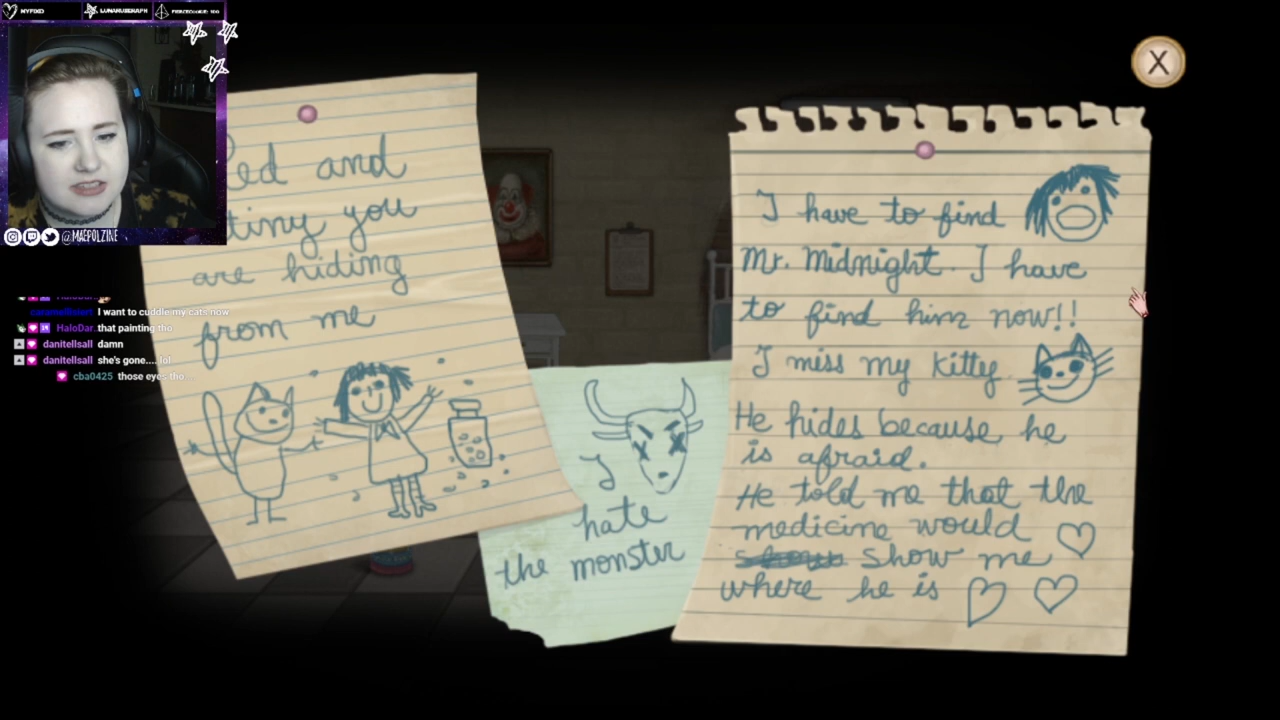 MYFIXD
@MAEPOLZINE
caramellisiet I want to cuddle my cats now
HaloDar: that painting tho
danitellsall damn
danitellsall she's gone.... lol
cba0425 those eyes tho...
ed and
tiny you
are hiding
from me
I
hate
the monster
X
I have to find
Mr. Midnight. I have
to find him now!!
I miss my kitty
He hides because he
is afraid.
He told me that the
medicine would
show me
where he is